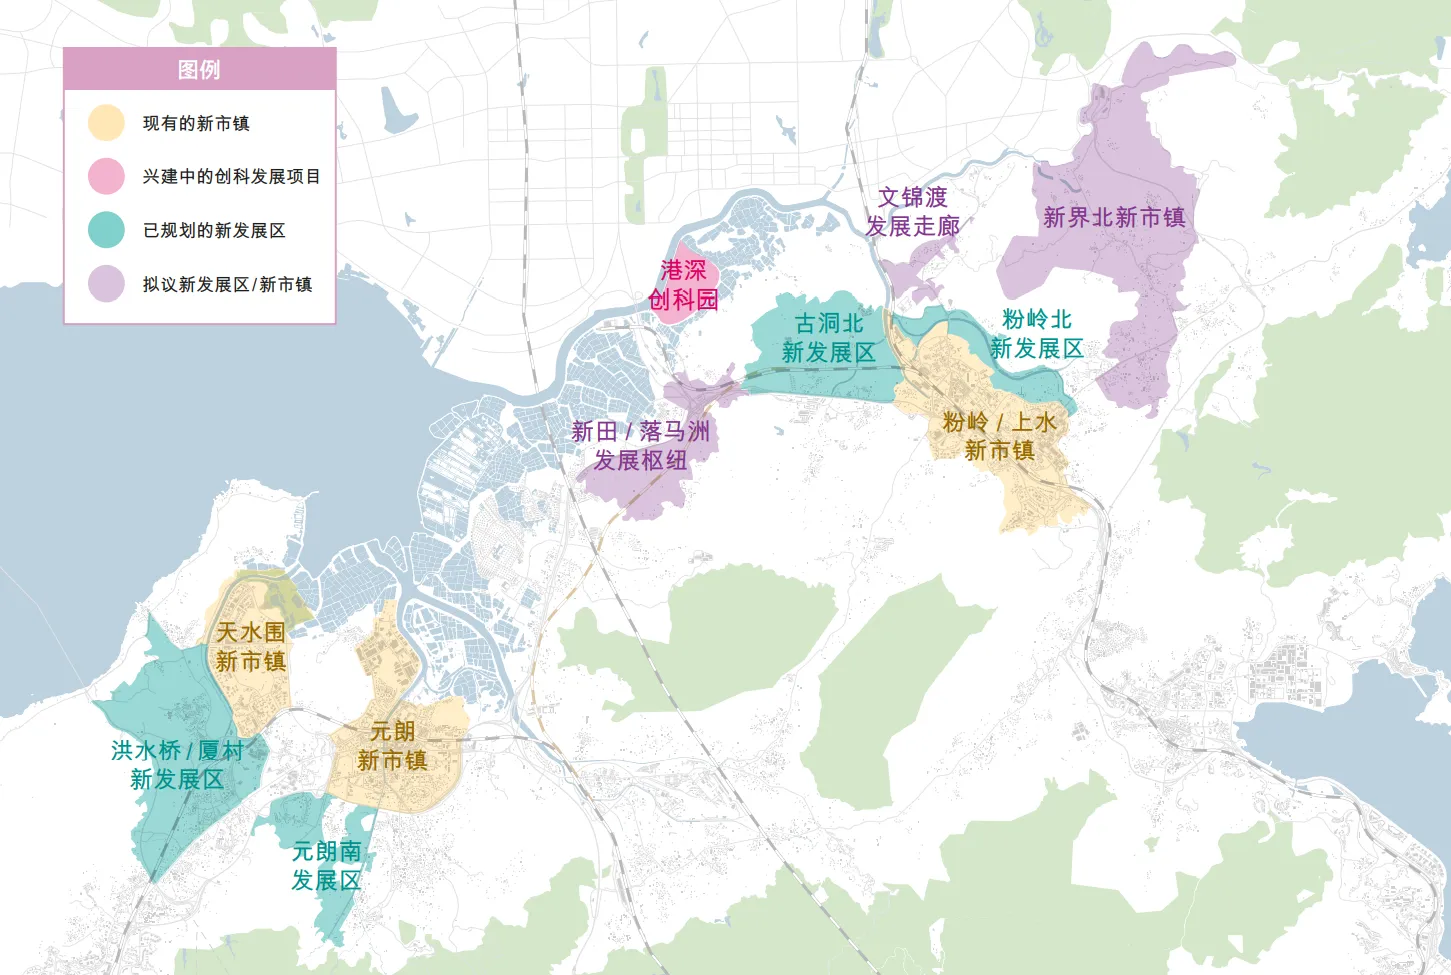 图例
现有的新市镇
兴建中的创科发展项目
已规划的新发展区
拟议新发展区/新市镇
文锦渡
发展走廊
新界北新市镇
港深
创科园
古洞北
新发展区
粉岭北
新发展区
新田/落马洲
发展枢纽
粉岭/上水
新市镇
天水围
新市镇
元朗
新市镇
洪水桥/厦村
新发展区
元朗南
发展区